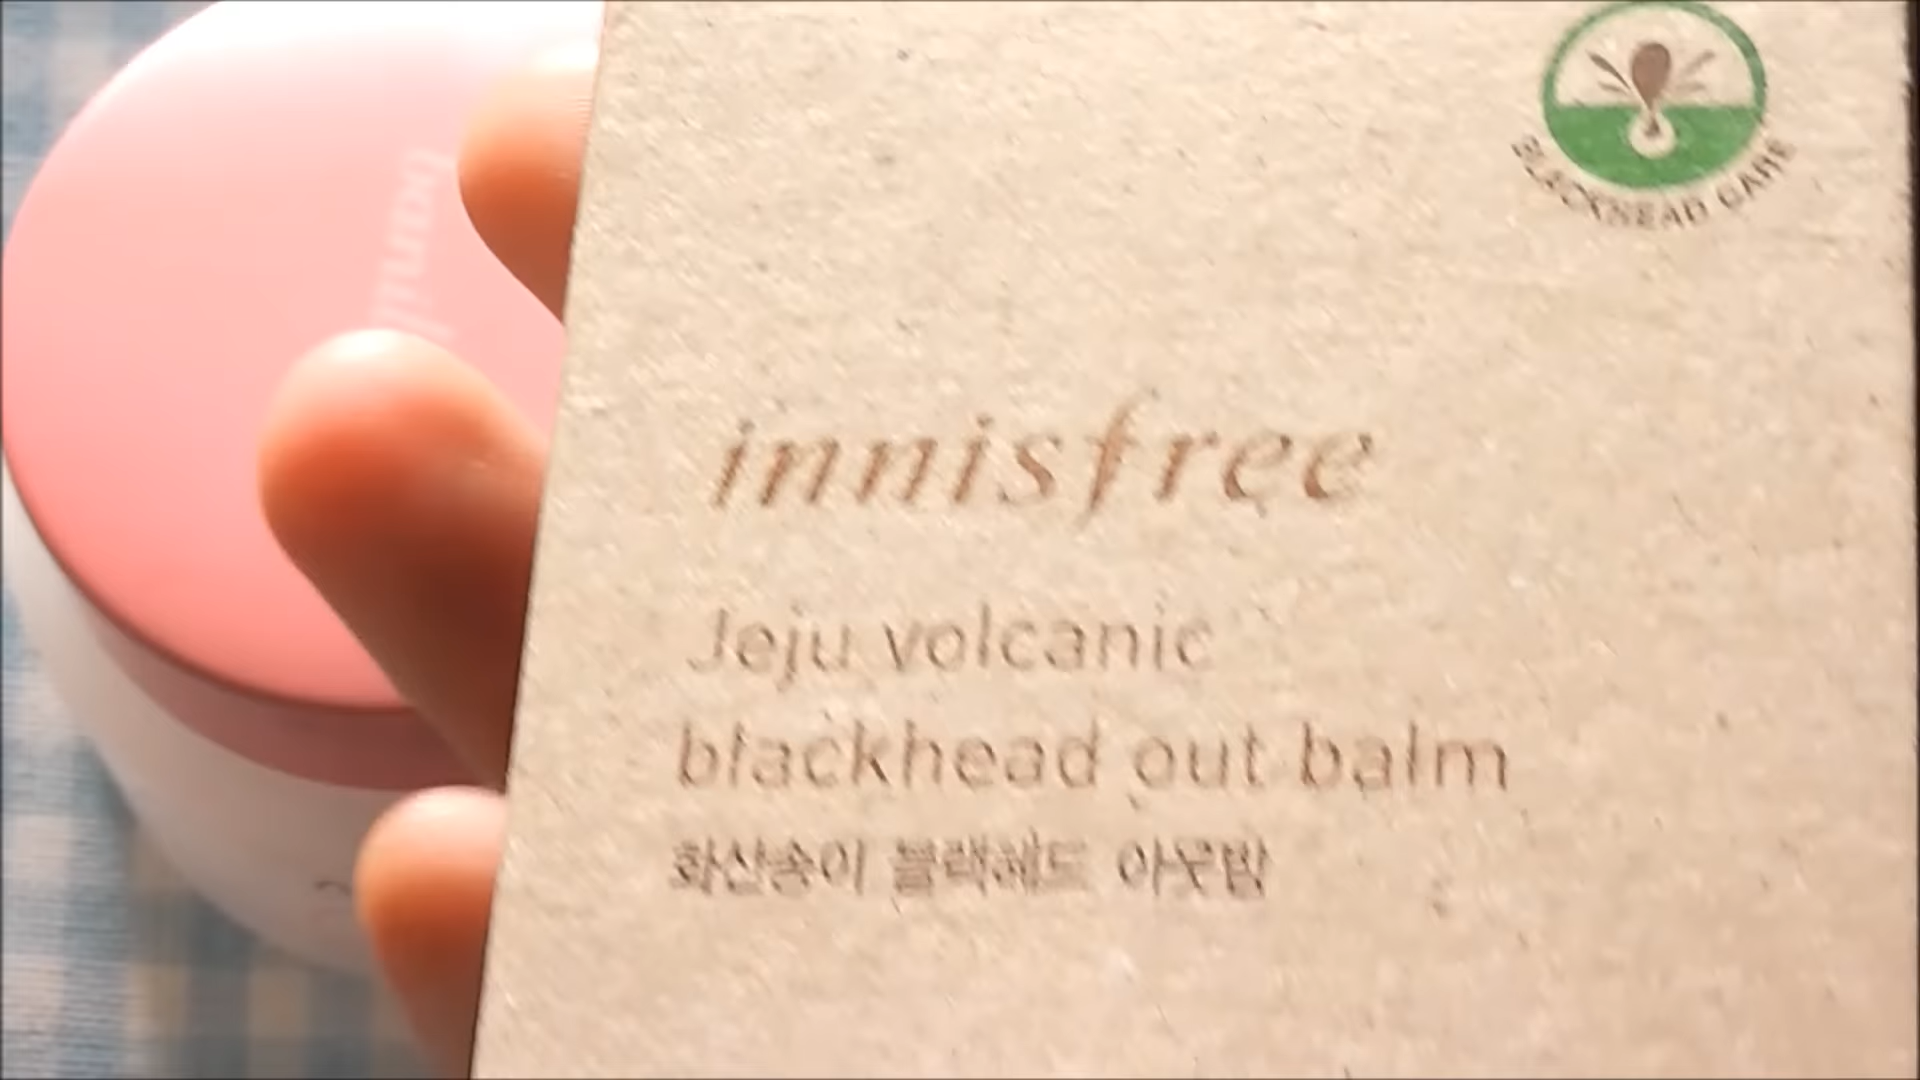 BLACKHEAD CARE
innisfree
Jeju volcanic
blackhead out balm
화산송이 블랙헤드 아웃밤